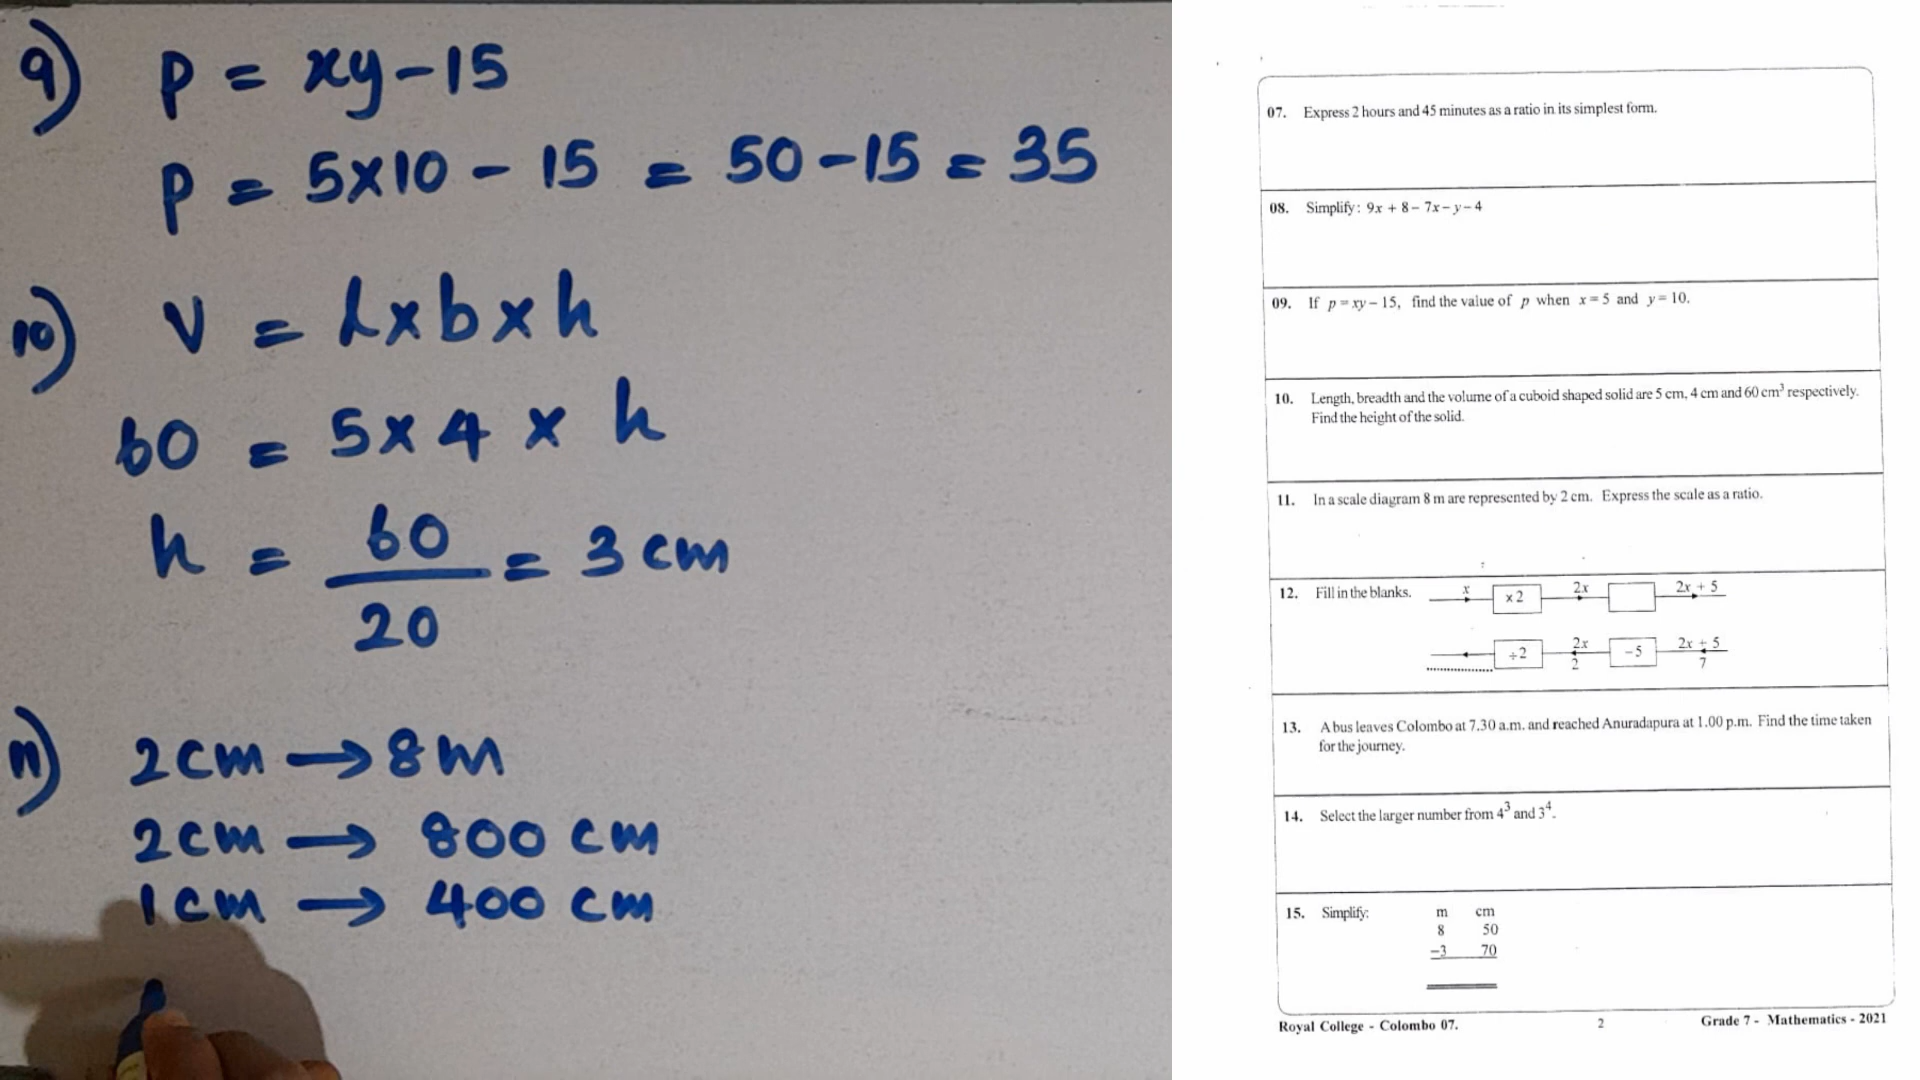 9) p = xy - 15
p = 5x10 - 15 = 50 - 15 = 35
10) V = l x b x h
60 = 5 x 4 x h
h = 60/20 = 3 cm
11) 2cm → 8m
2cm → 800 cm
1cm → 400 cm
07. Express 2 hours and 45 minutes as a ratio in its simplest form.
08. Simplify: 9x + 8 – 7x – y – 4
09. If p = xy – 15, find the value of p when x = 5 and y = 10.
10. Length, breadth and the volume of a cuboid shaped solid are 5 cm, 4 cm and 60 cm³ respectively.
Find the height of the solid.
11. In a scale diagram 8 m are represented by 2 cm. Express the scale as a ratio.
12. Fill in the blanks. x x 2 2x 2x + 5
÷2 2x 2 –5 2x + 5 7
13. A bus leaves Colombo at 7.30 a.m. and reached Anuradapura at 1.00 p.m. Find the time taken
for the journey.
14. Select the larger number from 4³ and 3⁴.
15. Simplify: m cm
8 50
–3 70
Royal College - Colombo 07. 2 Grade 7 - Mathematics - 2021